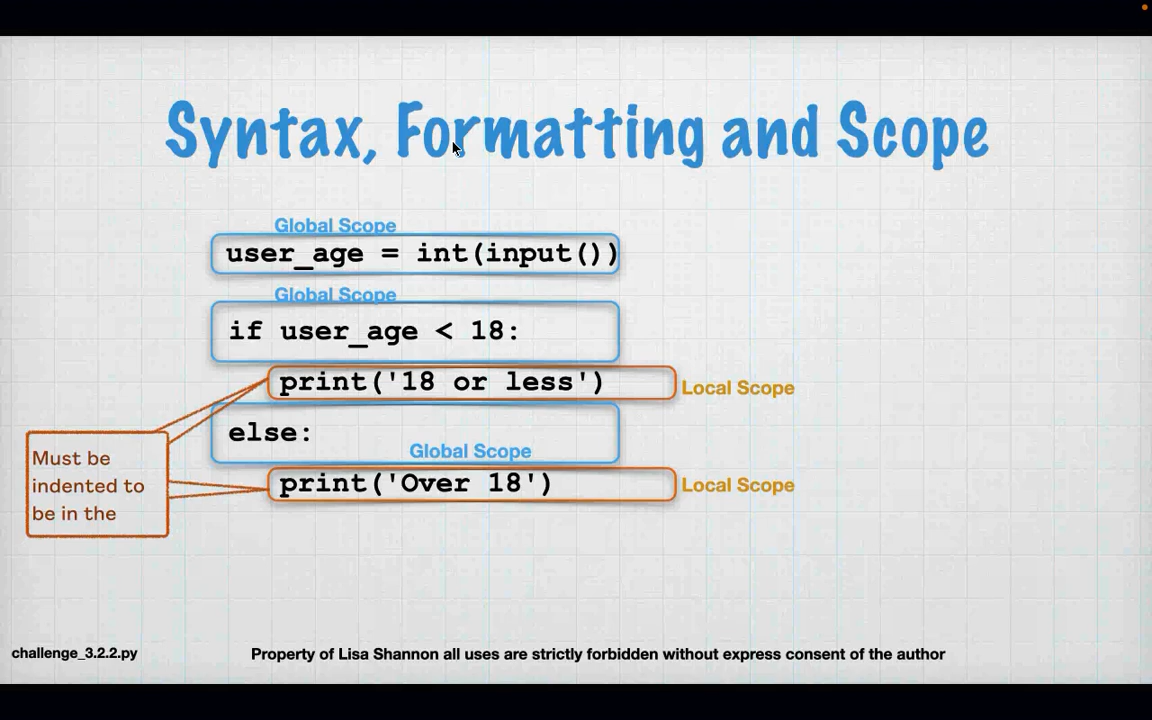 Syntax, Formatting and Scope
Global Scope
user_age = int(input())
Global Scope
if user_age < 18:
print('18 or less')
Local Scope
else:
Global Scope
print('Over 18')
Local Scope
Must be
indented to
be in the
challenge_3.2.2.py
Property of Lisa Shannon all uses are strictly forbidden without express consent of the author